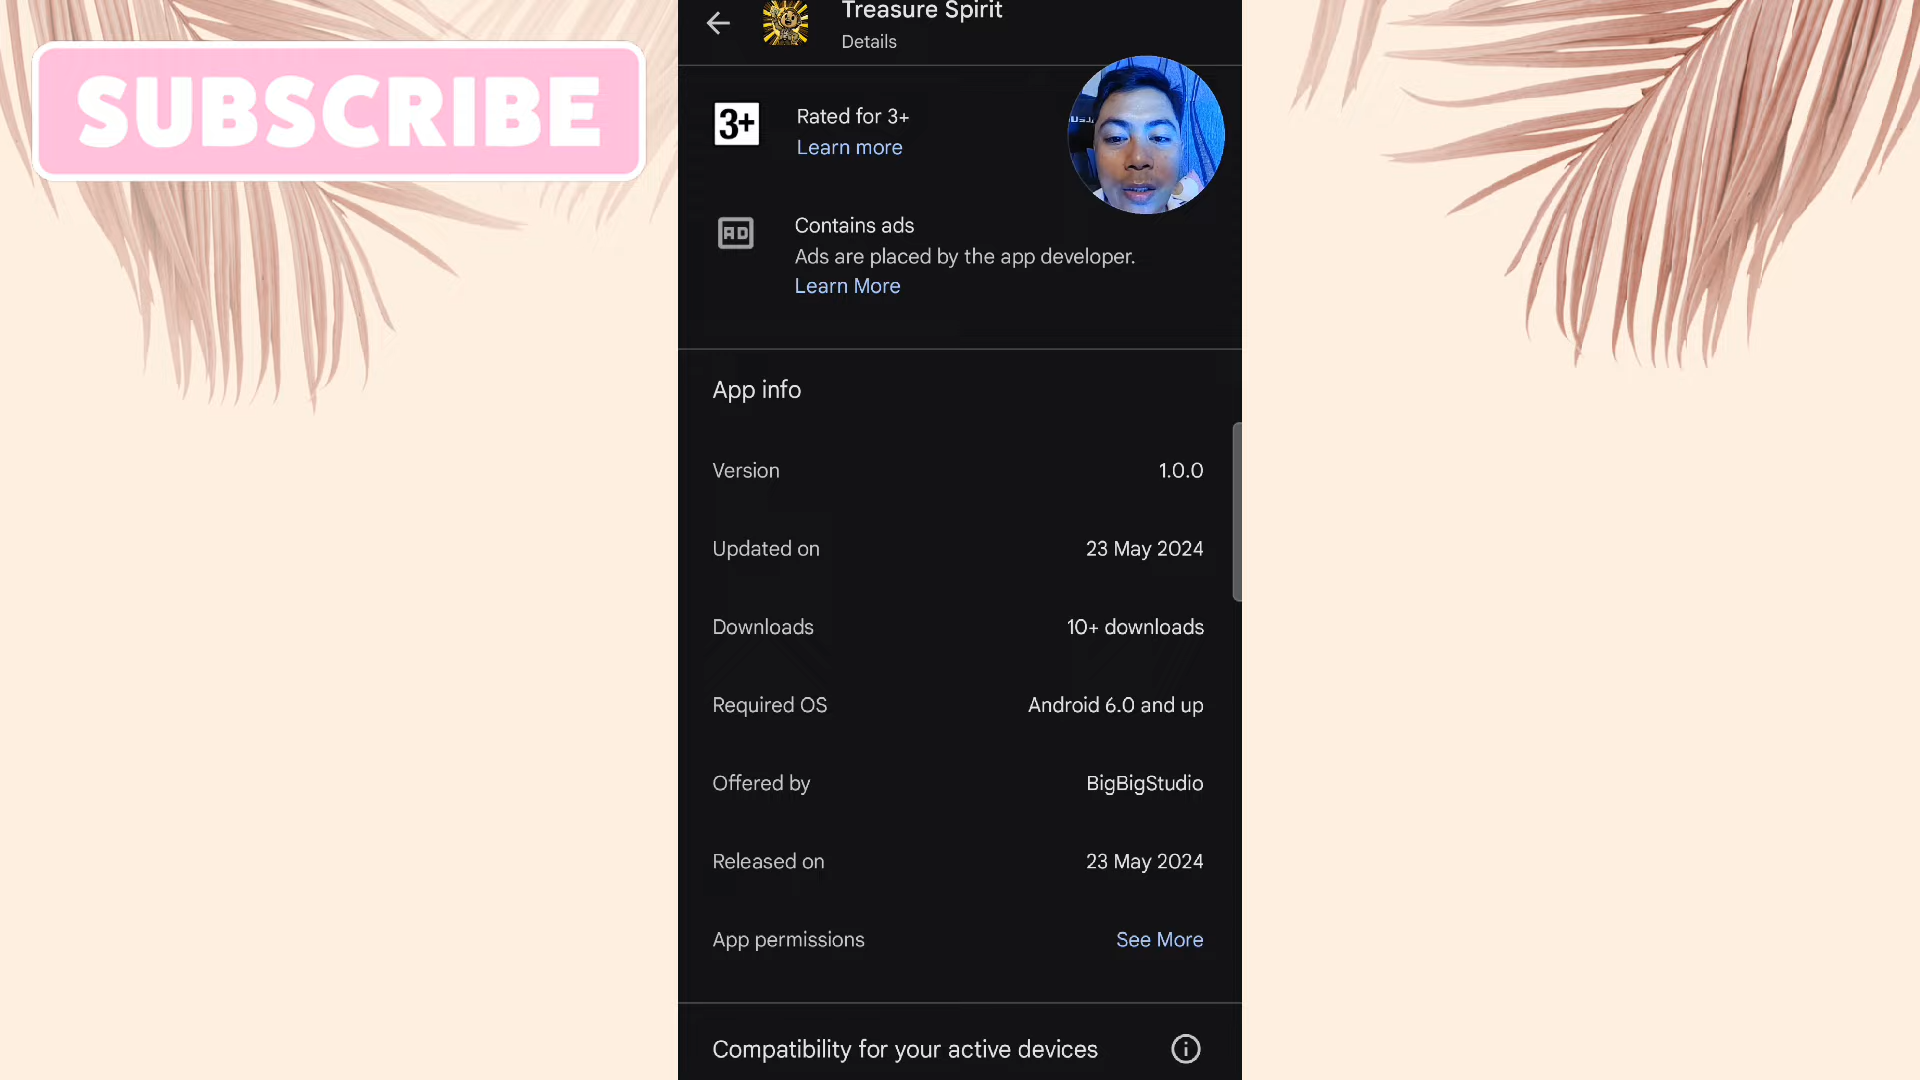 SUBSCRIBE
Treasure Spirit
Details
3+
Rated for 3+
Learn more
AD
Contains ads
Ads are placed by the app developer.
Learn More
App info
Version 1.0.0
Updated on 23 May 2024
Downloads 10+ downloads
Required OS Android 6.0 and up
Offered by BigBigStudio
Released on 23 May 2024
App permissions See More
Compatibility for your active devices